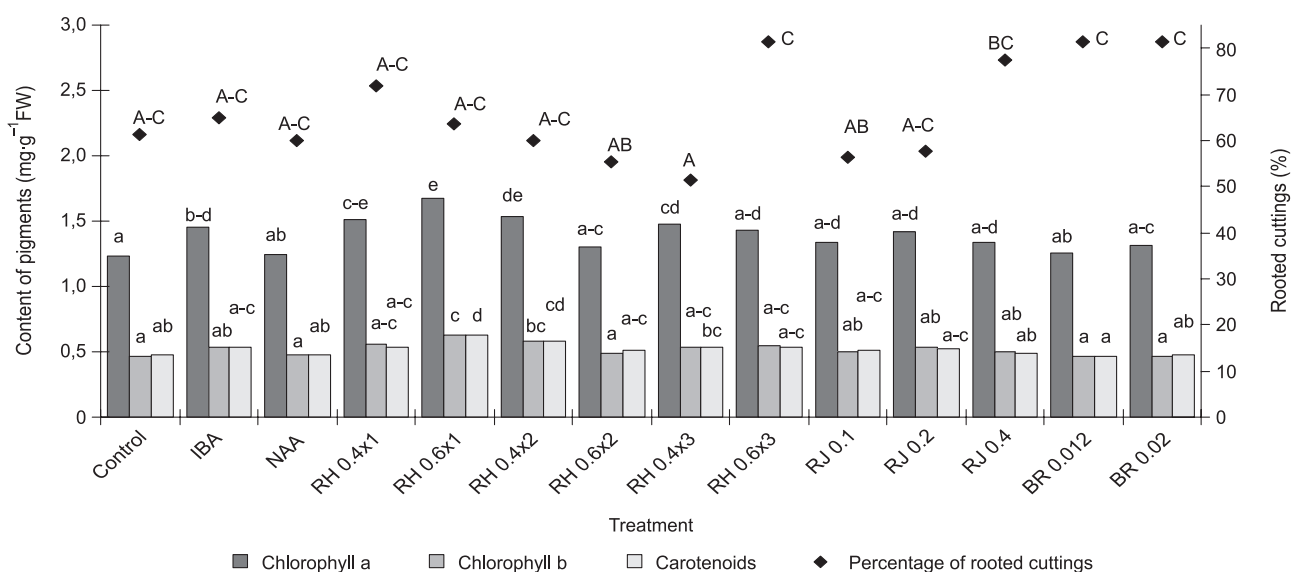 3,0
2,5
2,0
1,5
1,0
0,5
0
Content of pigments (mg·g⁻¹FW)
80
70
60
50
40
30
20
10
0
Rooted cuttings (%)
A-C A-C A-C A-C A-C A-C AB A C AB A-C BC C C
a b-d ab c-e e de a-c cd a-d a-d a-d a-d ab a-c
a ab a a-c c bc a a-c a-c ab ab ab a a
ab a-c ab a-c d cd a-c bc a-c a-c a-c ab a ab
Control IBA NAA RH 0.4x1 RH 0.6x1 RH 0.4x2 RH 0.6x2 RH 0.4x3 RH 0.6x3 RJ 0.1 RJ 0.2 RJ 0.4 BR 0.012 BR 0.02
Treatment
Chlorophyll a Chlorophyll b Carotenoids Percentage of rooted cuttings